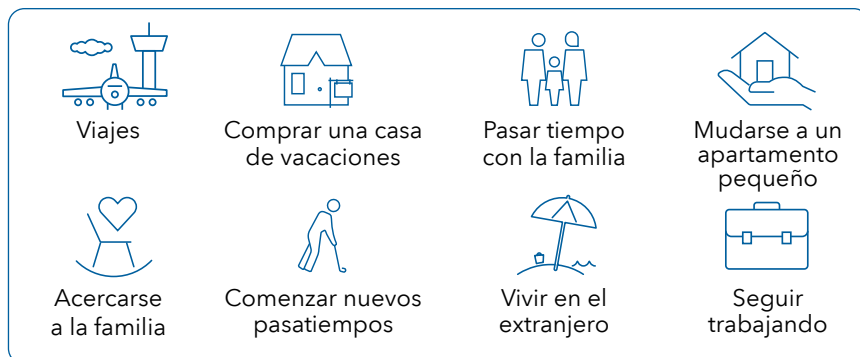 Viajes
Comprar una casa
de vacaciones
Pasar tiempo
con la familia
Mudarse a un
apartamento
pequeño
Acercarse
a la familia
Comenzar nuevos
pasatiempos
Vivir en el
extranjero
Seguir
trabajando